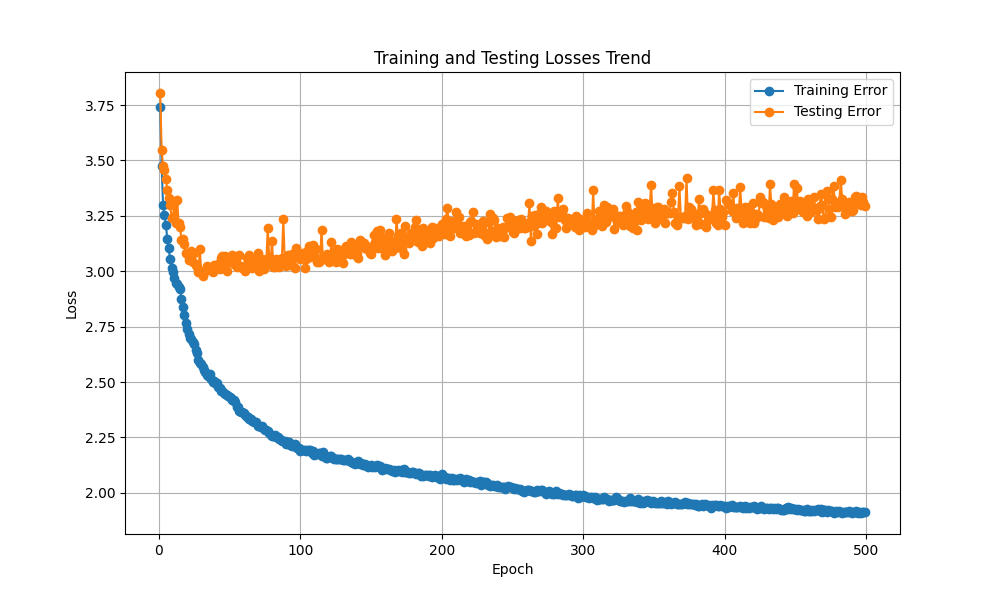 Training and Testing Losses Trend
Training Error
Testing Error
3.75
3.50
3.25
3.00
2.75
2.50
2.25
2.00
Loss
0 100 200 300 400 500
Epoch